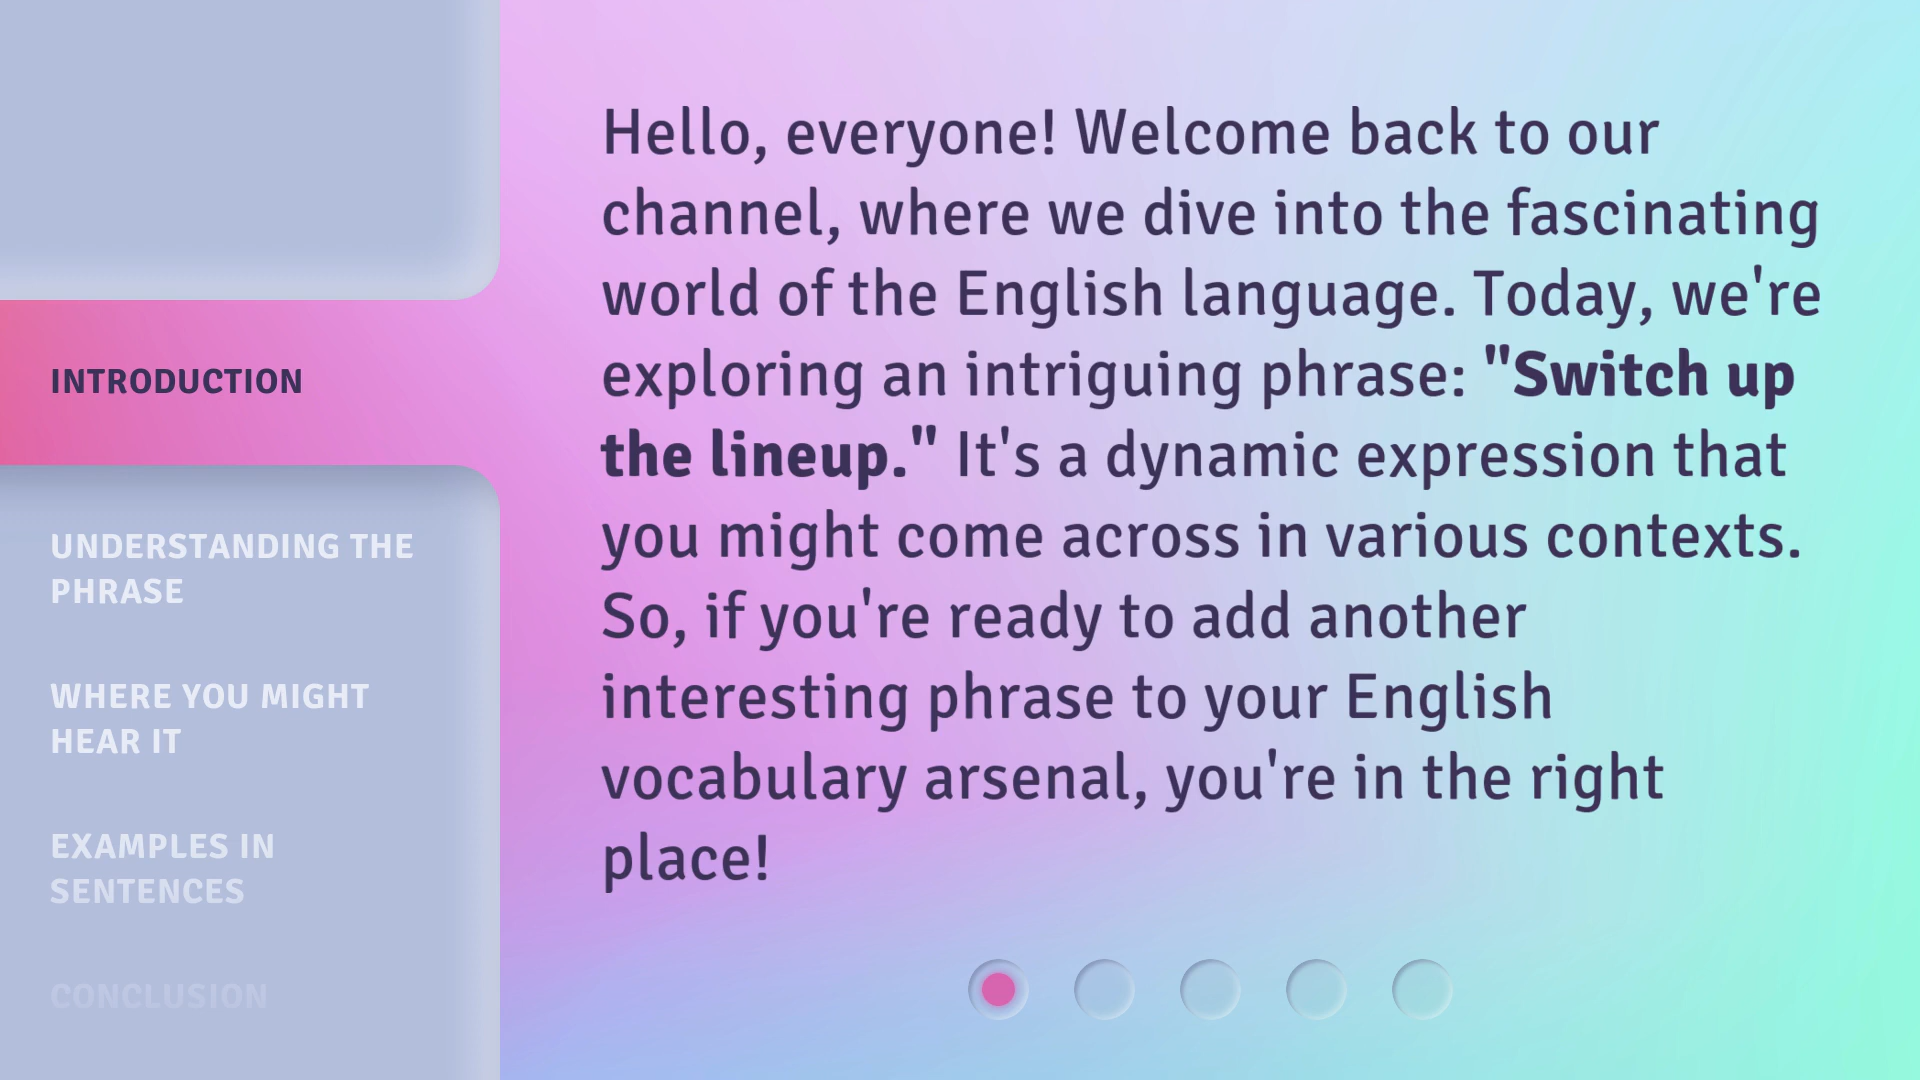 INTRODUCTION
UNDERSTANDING THE
PHRASE
WHERE YOU MIGHT
HEAR IT
EXAMPLES IN
SENTENCES
CONCLUSION
Hello, everyone! Welcome back to our
channel, where we dive into the fascinating
world of the English language. Today, we're
exploring an intriguing phrase: "Switch up
the lineup." It's a dynamic expression that
you might come across in various contexts.
So, if you're ready to add another
interesting phrase to your English
vocabulary arsenal, you're in the right
place!